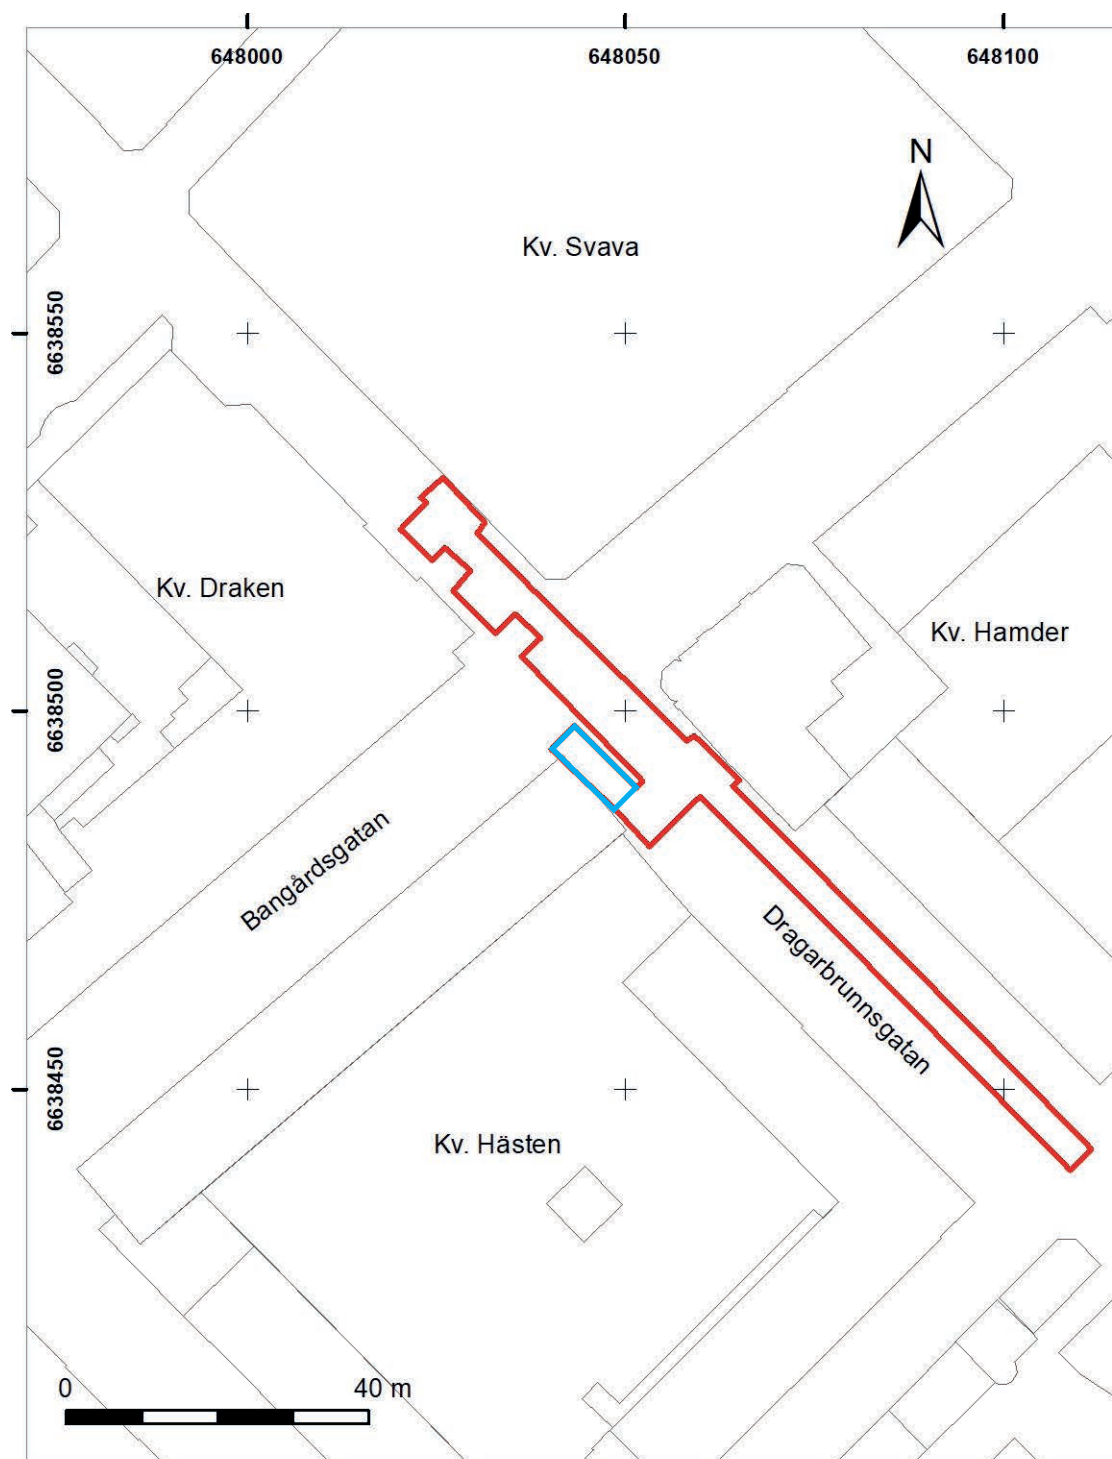 648000
648050
648100
N
Kv. Svava
6638550
Kv. Draken
Kv. Hamder
6638500
Bangårdsgatan
Dragarbrunnsgatan
6638450
Kv. Hästen
0 40 m